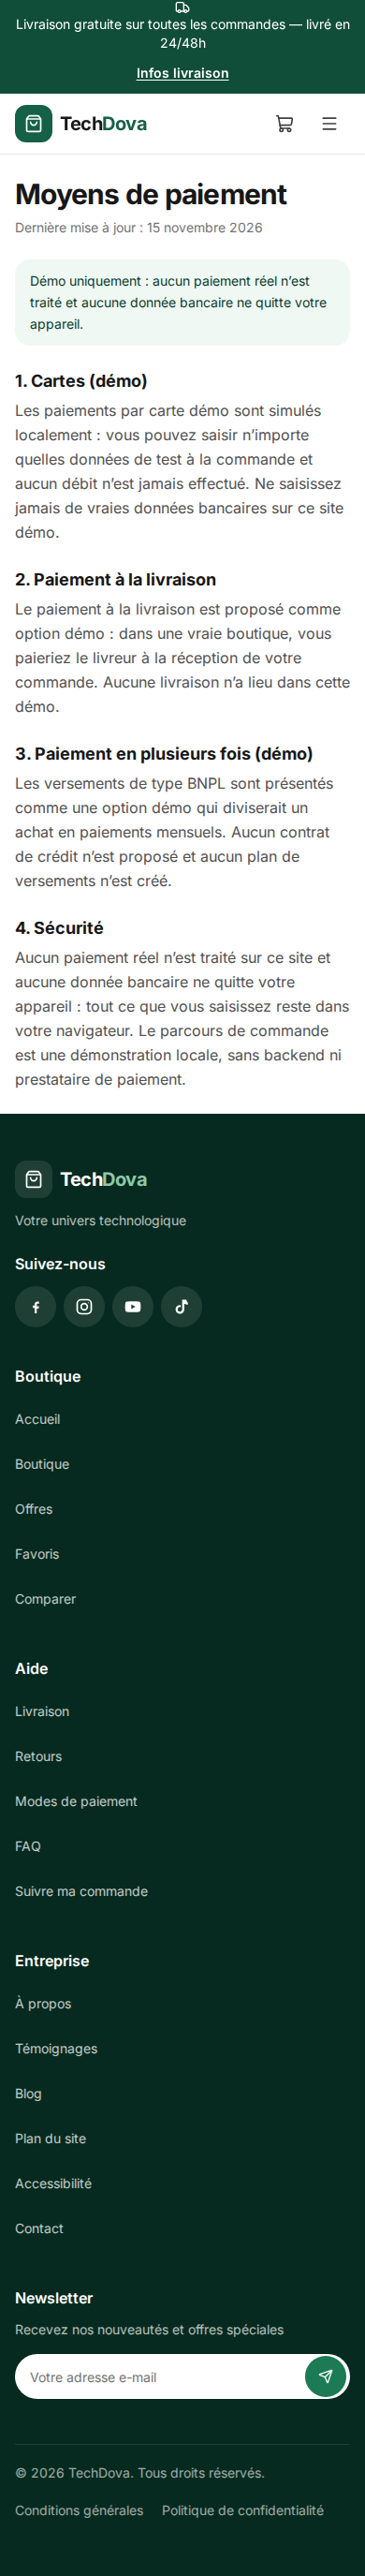 Livraison gratuite sur toutes les commandes — livré en
24/48h
Infos livraison
TechDova
Moyens de paiement
Dernière mise à jour : 15 novembre 2026
Démo uniquement : aucun paiement réel n’est
traité et aucune donnée bancaire ne quitte votre
appareil.
1. Cartes (démo)
Les paiements par carte démo sont simulés
localement : vous pouvez saisir n’importe
quelles données de test à la commande et
aucun débit n’est jamais effectué. Ne saisissez
jamais de vraies données bancaires sur ce site
démo.
2. Paiement à la livraison
Le paiement à la livraison est proposé comme
option démo : dans une vraie boutique, vous
paieriez le livreur à la réception de votre
commande. Aucune livraison n’a lieu dans cette
démo.
3. Paiement en plusieurs fois (démo)
Les versements de type BNPL sont présentés
comme une option démo qui diviserait un
achat en paiements mensuels. Aucun contrat
de crédit n’est proposé et aucun plan de
versements n’est créé.
4. Sécurité
Aucun paiement réel n’est traité sur ce site et
aucune donnée bancaire ne quitte votre
appareil : tout ce que vous saisissez reste dans
votre navigateur. Le parcours de commande
est une démonstration locale, sans backend ni
prestataire de paiement.
TechDova
Votre univers technologique
Suivez-nous
Boutique
Accueil
Boutique
Offres
Favoris
Comparer
Aide
Livraison
Retours
Modes de paiement
FAQ
Suivre ma commande
Entreprise
À propos
Témoignages
Blog
Plan du site
Accessibilité
Contact
Newsletter
Recevez nos nouveautés et offres spéciales
Votre adresse e-mail
© 2026 TechDova. Tous droits réservés.
Conditions générales Politique de confidentialité